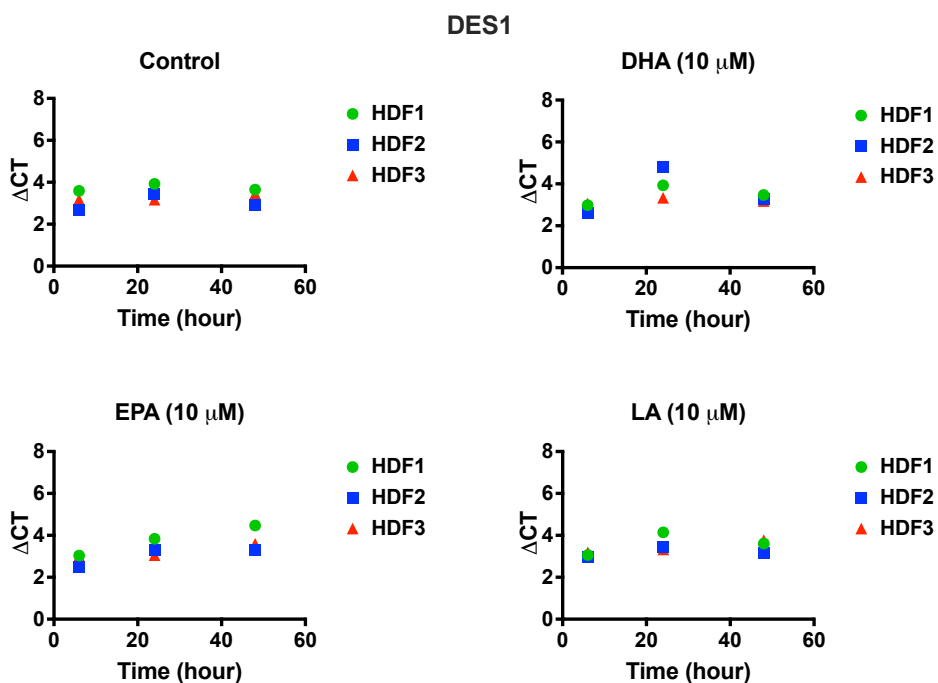 DES1
Control
8
6
4
2
0
ΔCT
0 20 40 60
Time (hour)
HDF1
HDF2
HDF3
DHA (10 μM)
8
6
4
2
0
ΔCT
0 20 40 60
Time (hour)
HDF1
HDF2
HDF3
EPA (10 μM)
8
6
4
2
0
ΔCT
0 20 40 60
Time (hour)
HDF1
HDF2
HDF3
LA (10 μM)
8
6
4
2
0
ΔCT
0 20 40 60
Time (hour)
HDF1
HDF2
HDF3